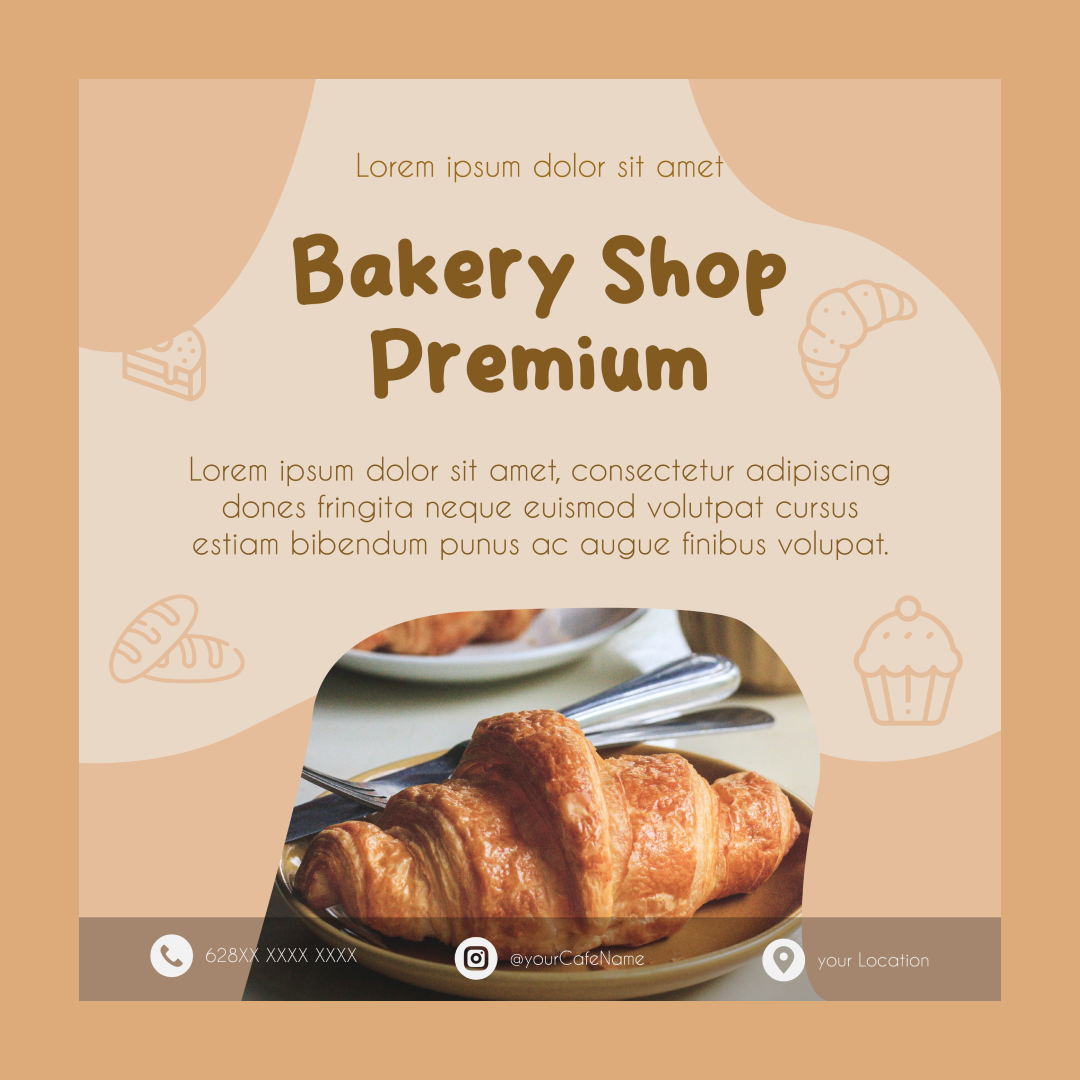 Lorem ipsum dolor sit amet
Bakery Shop
Premium
Lorem ipsum dolor sit amet, consectetur adipiscing
dones fringita neque euismod volutpat cursus
estiam bibendum punus ac augue finibus volupat.
628XX XXXX XXXX
@yourCafeName
your Location